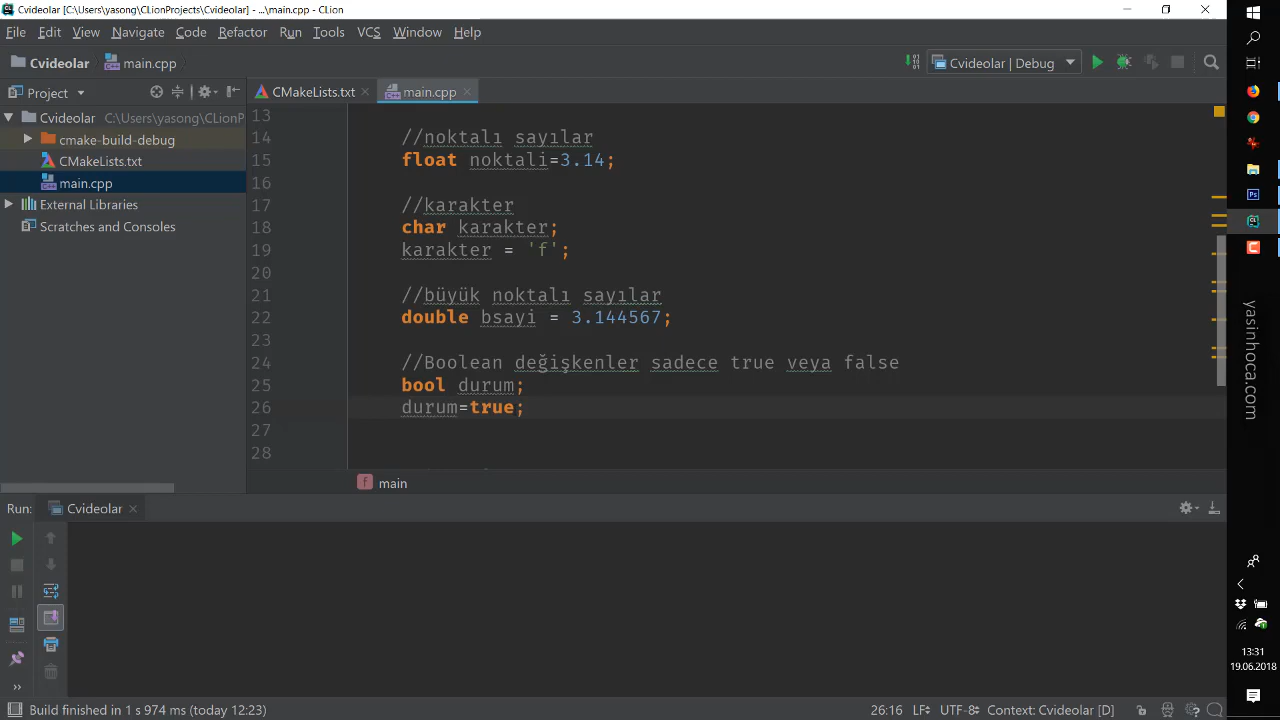 Cvideolar [C:\Users\yasong\CLionProjects\Cvideolar] - ...\main.cpp - CLion
File Edit View Navigate Code Refactor Run Tools VCS Window Help
Cvideolar main.cpp
Cvideolar | Debug
Project
CMakeLists.txt main.cpp
Cvideolar C:\Users\yasong\CLionP
cmake-build-debug
CMakeLists.txt
main.cpp
External Libraries
Scratches and Consoles
13
14 //noktalı sayılar
15 float noktali=3.14;
16
17 //karakter
18 char karakter;
19 karakter = 'f';
20
21 //büyük noktalı sayılar
22 double bsayi = 3.144567;
23
24 //Boolean değişkenler sadece true veya false
25 bool durum;
26 durum=true;
27
28
f main
Run: Cvideolar
Build finished in 1 s 974 ms (today 12:23)
26:16 LF UTF-8 Context: Cvideolar [D]
yasinhoca.com
13:31
19.06.2018